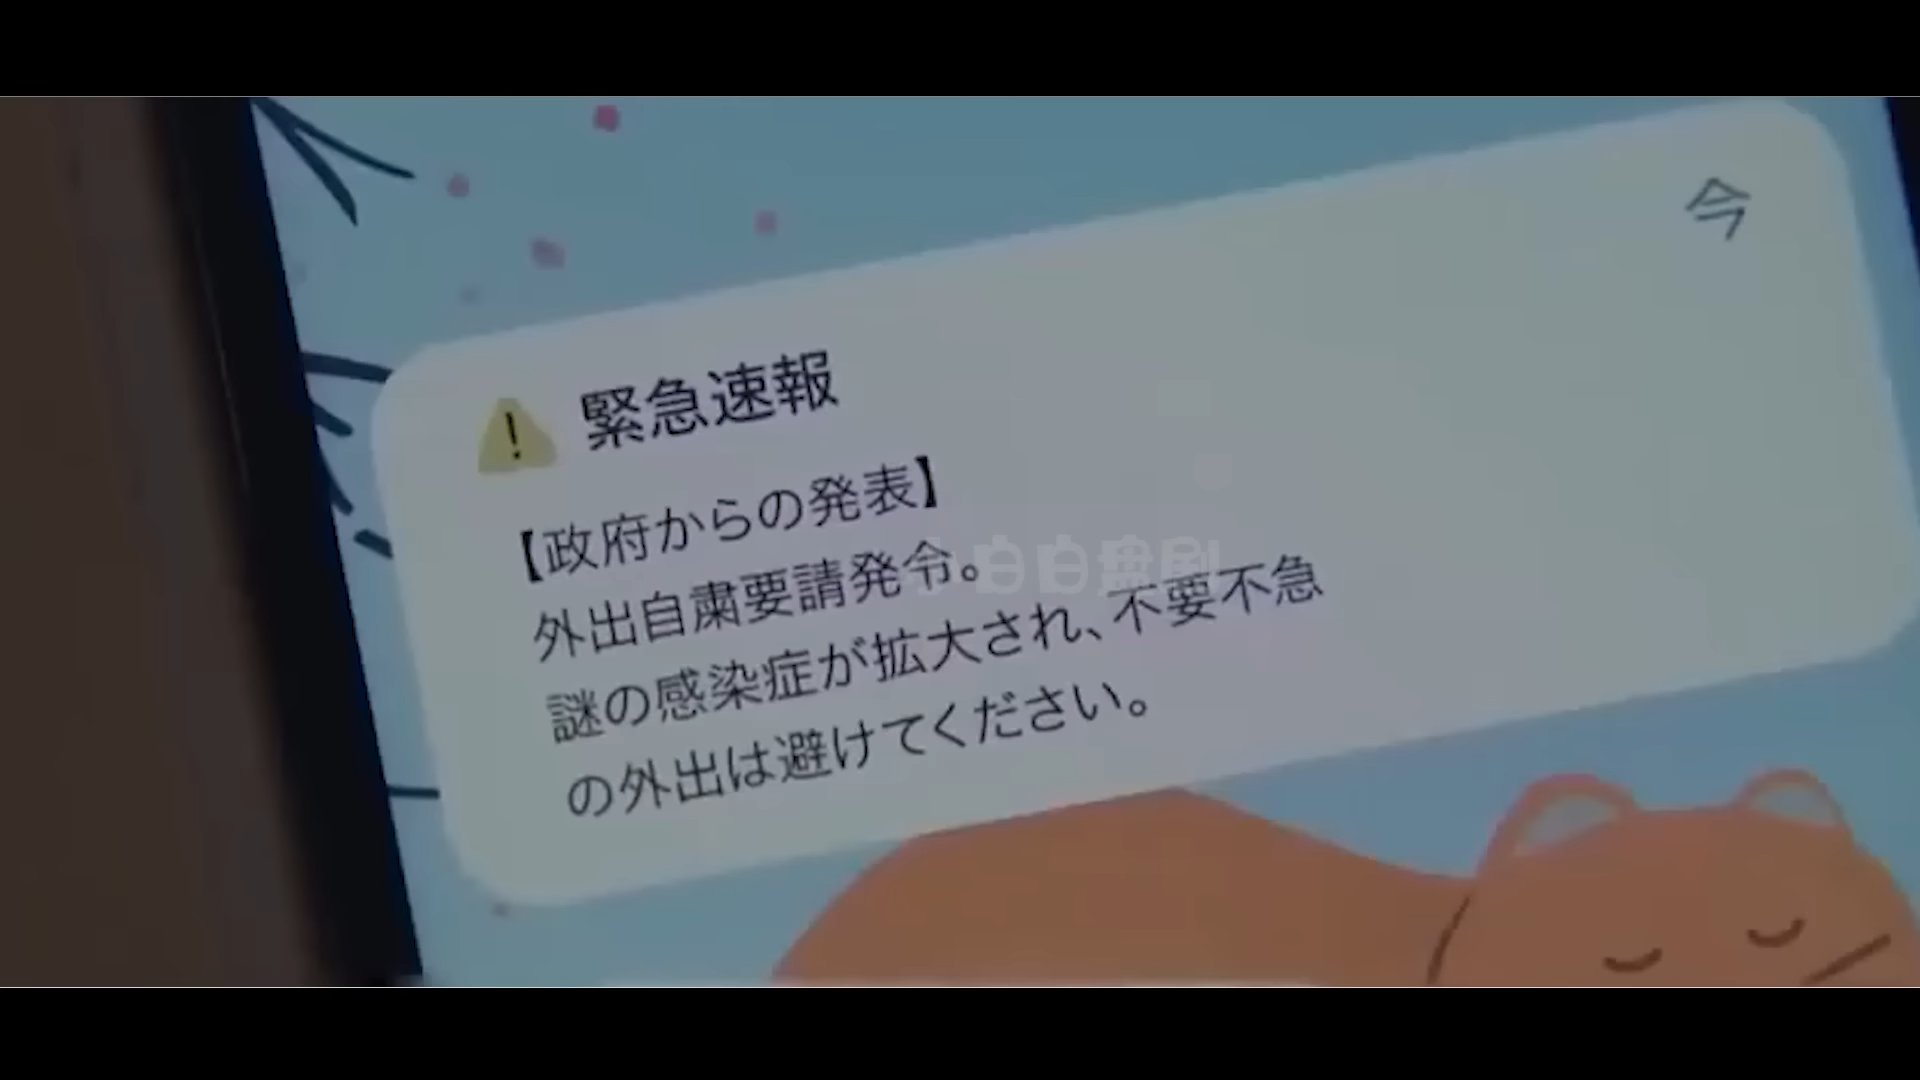 今
緊急速報
【政府からの発表】
外出自粛要請発令。
謎の感染症が拡大され、不要不急
の外出は避けてください。